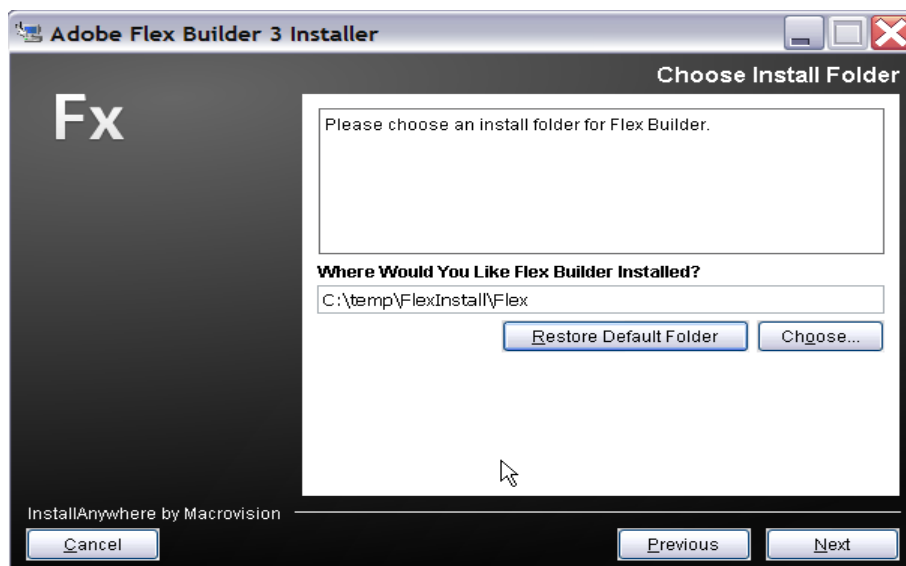 Adobe Flex Builder 3 Installer
Choose Install Folder
Fx
Please choose an install folder for Flex Builder.
Where Would You Like Flex Builder Installed?
C:\temp\FlexInstall\Flex
Restore Default Folder
Choose...
InstallAnywhere by Macrovision
Cancel
Previous
Next